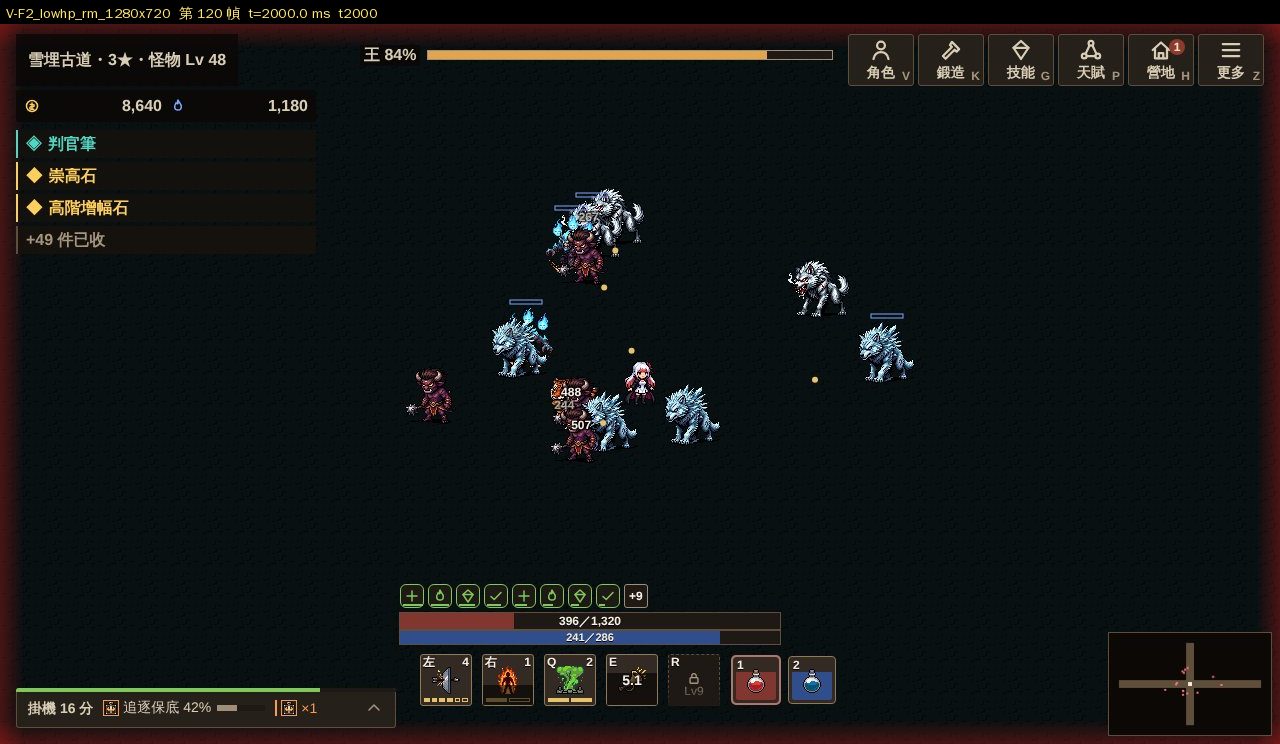 V-F2_lowhp_rm_1280x720 第 120 幀 t=2000.0 ms t2000
雪埋古道・3★・怪物 Lv 48
王 84%
角色 V
鍛造 K
技能 G
天賦 P
營地 H 1
更多 Z
8,640 1,180
判官筆
崇高石
高階增幅石
+49 件已收
267
488
244
507
+9
396／1,320
241／286
左 4
右 1
Q 2
E 5.1
R Lv9
1
2
掛機 16 分 追逐保底 42% ×1